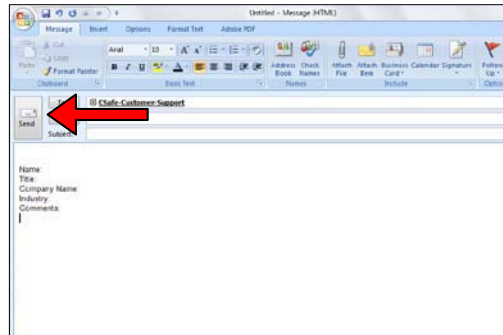 Untitled - Message (HTML)
Message Insert Options Format Text Adobe PDF
Cut
Copy
Paste
Format Painter
Arial 10 A A
B I U A
Address Book
Check Names
Attach File
Attach Item
Business Card
Calendar
Signature
Follow Up
Clipboard Basic Text Names Include
Send
CSafe-Customer-Support
Subject:
Name:
Title:
Company Name
Industry:
Comments: